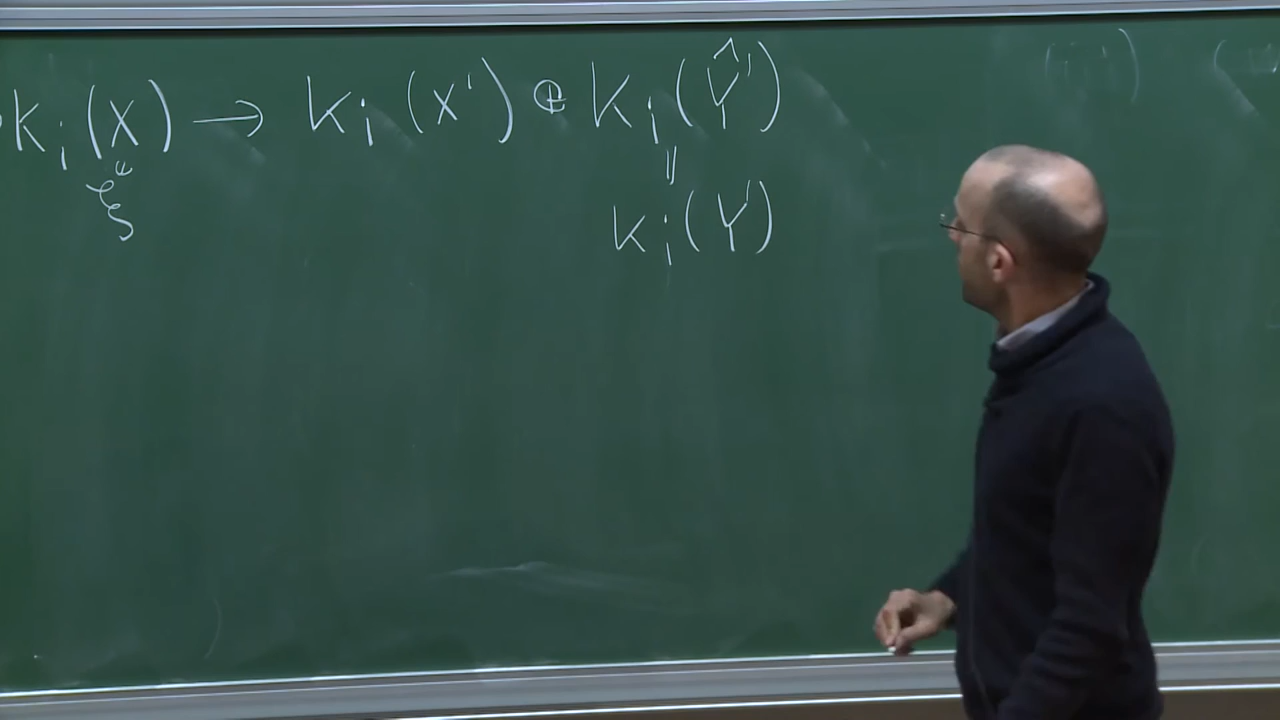 K_i(X) → K_i(X') ⊕ K_i(Ŷ')
ξ ∈ ‖
K_i(Y')